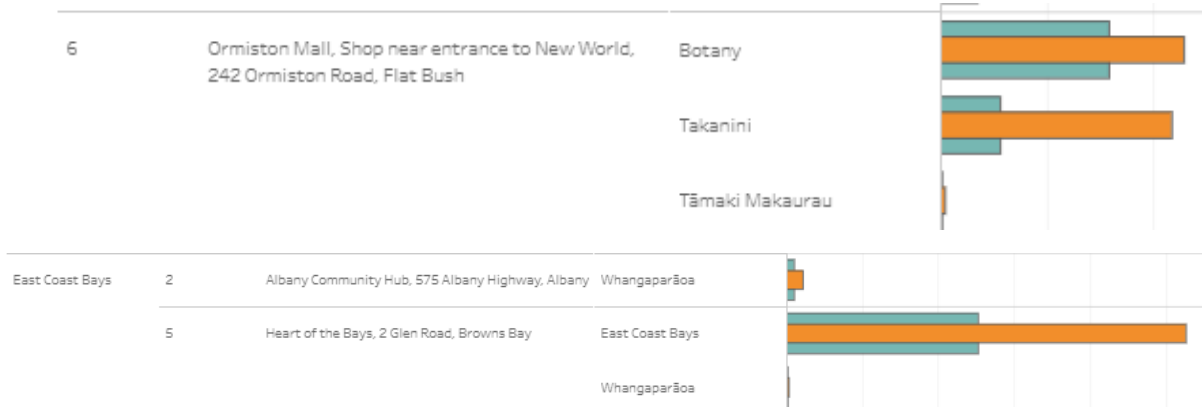 6
Ormiston Mall, Shop near entrance to New World,
242 Ormiston Road, Flat Bush
Botany
Takanini
Tāmaki Makaurau
East Coast Bays
2
Albany Community Hub, 575 Albany Highway, Albany
Whangaparāoa
5
Heart of the Bays, 2 Glen Road, Browns Bay
East Coast Bays
Whangaparāoa